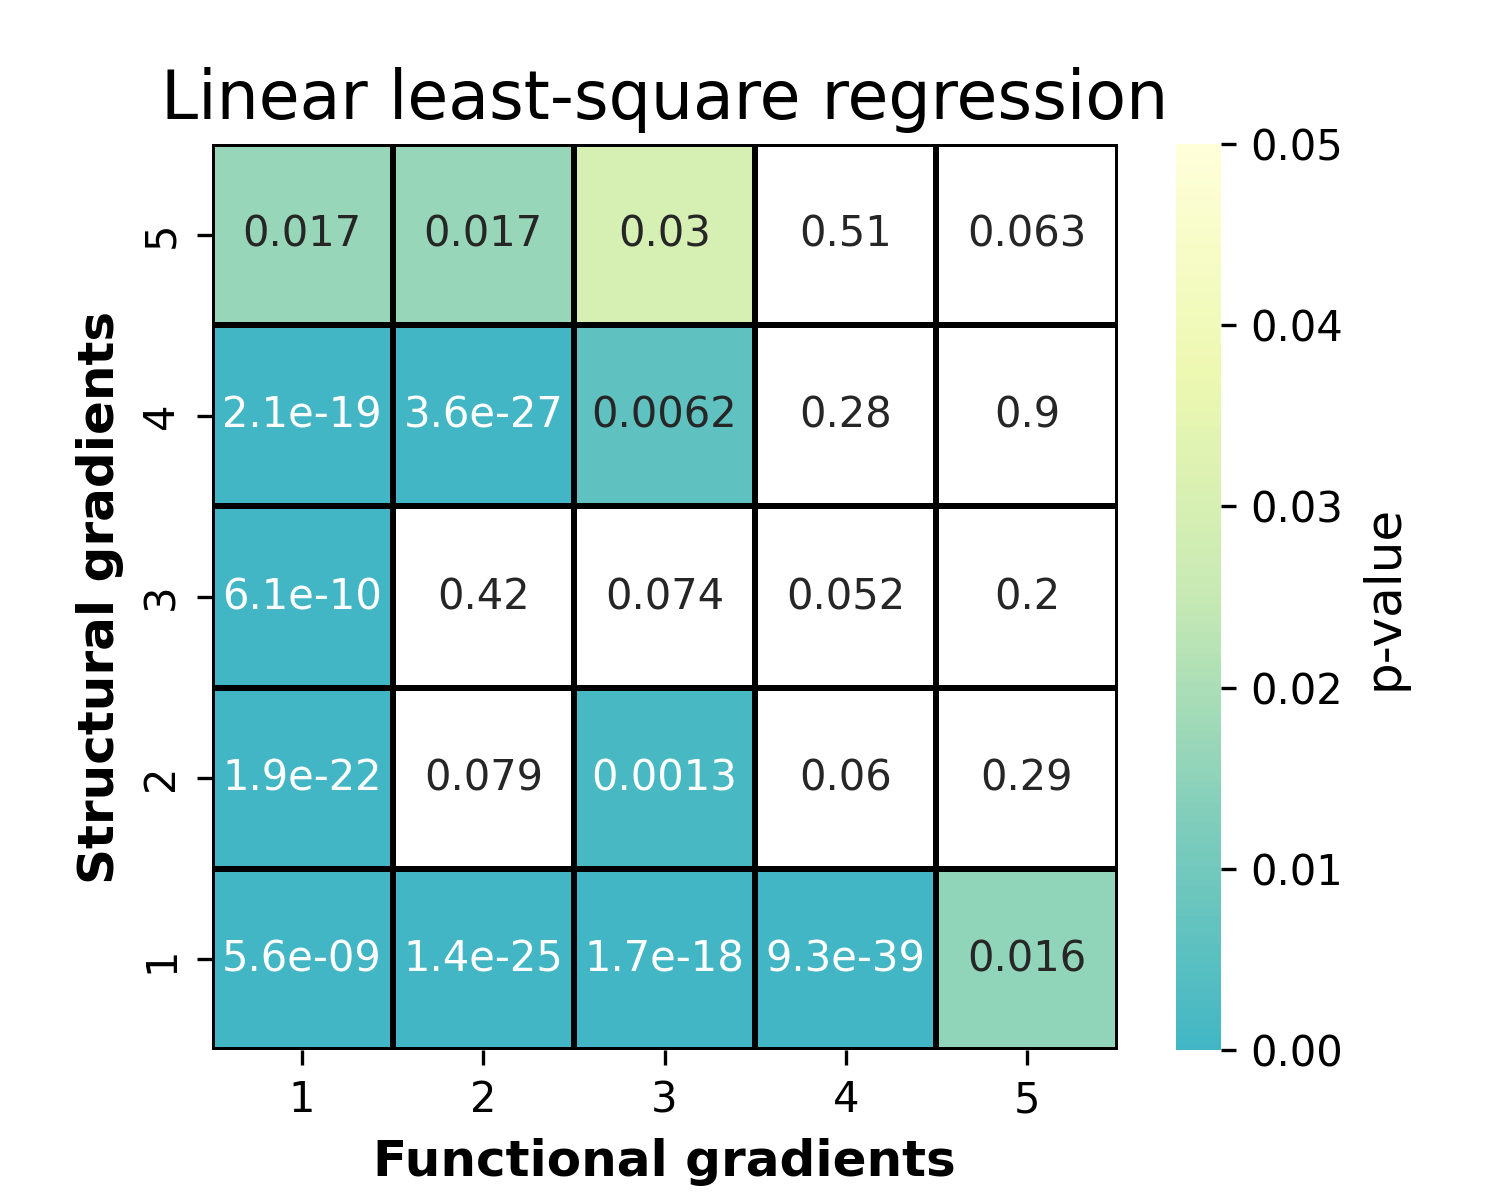 Linear least-square regression
0.05
0.04
0.03
0.02
0.01
0.00
p-value
Structural gradients
5
0.017 0.017 0.03 0.51 0.063
4
2.1e-19 3.6e-27 0.0062 0.28 0.9
3
6.1e-10 0.42 0.074 0.052 0.2
2
1.9e-22 0.079 0.0013 0.06 0.29
1
5.6e-09 1.4e-25 1.7e-18 9.3e-39 0.016
1 2 3 4 5
Functional gradients